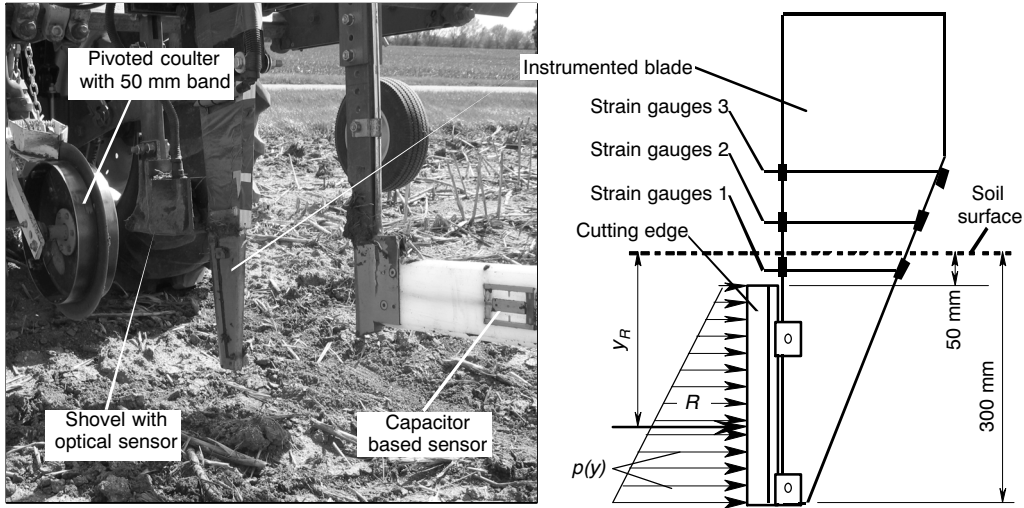 Pivoted coulter
with 50 mm band
Shovel with
optical sensor
Capacitor
based sensor
Instrumented blade
Strain gauges 3
Strain gauges 2
Strain gauges 1
Cutting edge
Soil
surface
y_R
50 mm
300 mm
R
p(y)